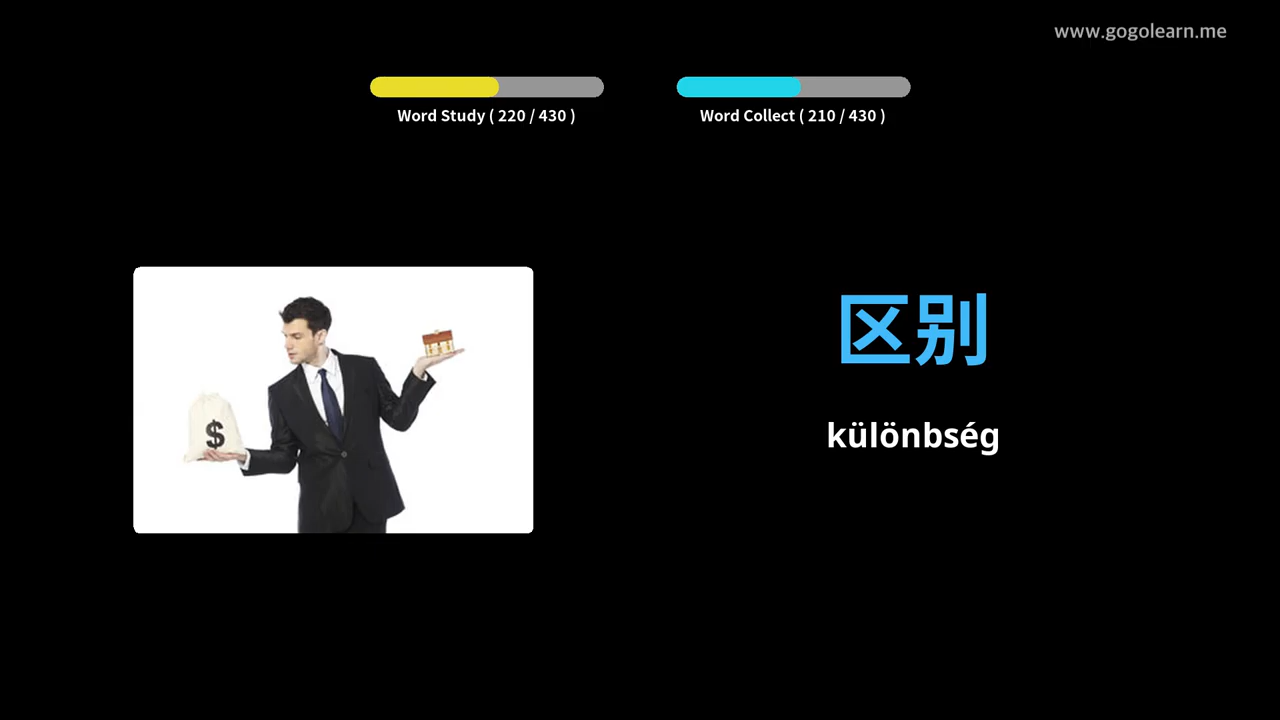 www.gogolearn.me
Word Study ( 220 / 430 )
Word Collect ( 210 / 430 )
$
区别
különbség